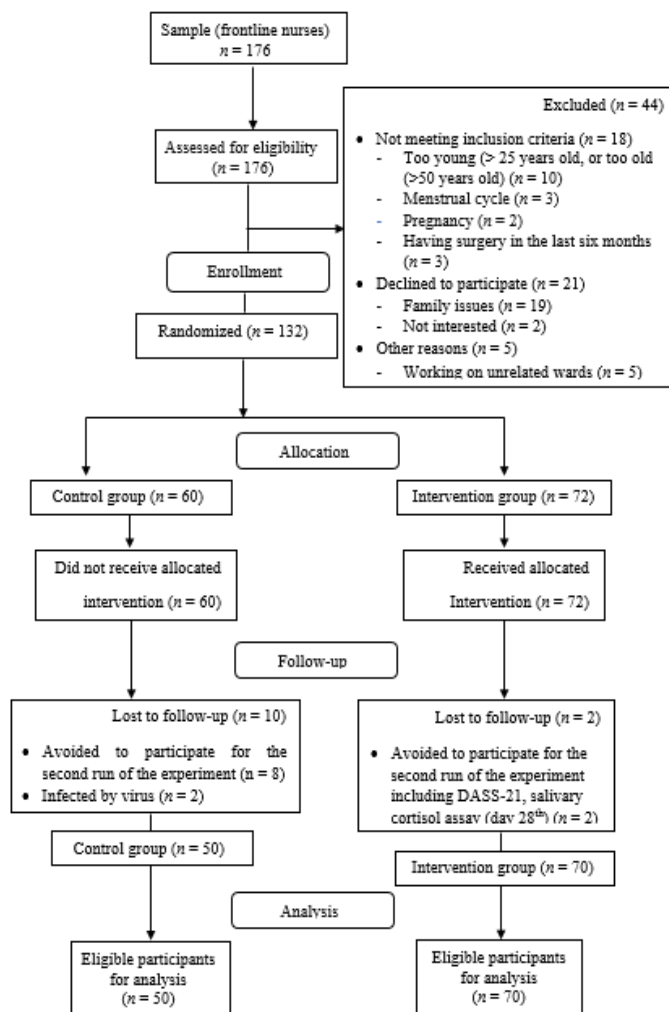 Sample (frontline nurses)
n = 176
Assessed for eligibility
(n = 176)
Excluded (n = 44)
• Not meeting inclusion criteria (n = 18)
- Too young (> 25 years old, or too old
(>50 years old) (n = 10)
- Menstrual cycle (n = 3)
- Pregnancy (n = 2)
- Having surgery in the last six months
(n = 3)
• Declined to participate (n = 21)
- Family issues (n = 19)
- Not interested (n = 2)
• Other reasons (n = 5)
- Working on unrelated wards (n = 5)
Enrollment
Randomized (n = 132)
Allocation
Control group (n = 60)
Intervention group (n = 72)
Did not receive allocated
intervention (n = 60)
Received allocated
Intervention (n = 72)
Follow-up
Lost to follow-up (n = 10)
• Avoided to participate for the
second run of the experiment (n = 8)
• Infected by virus (n = 2)
Lost to follow-up (n = 2)
• Avoided to participate for the
second run of the experiment
including DASS-21, salivary
cortisol assay (day 28th) (n = 2)
Control group (n = 50)
Intervention group (n = 70)
Analysis
Eligible participants
for analysis
(n = 50)
Eligible participants
for analysis
(n = 70)